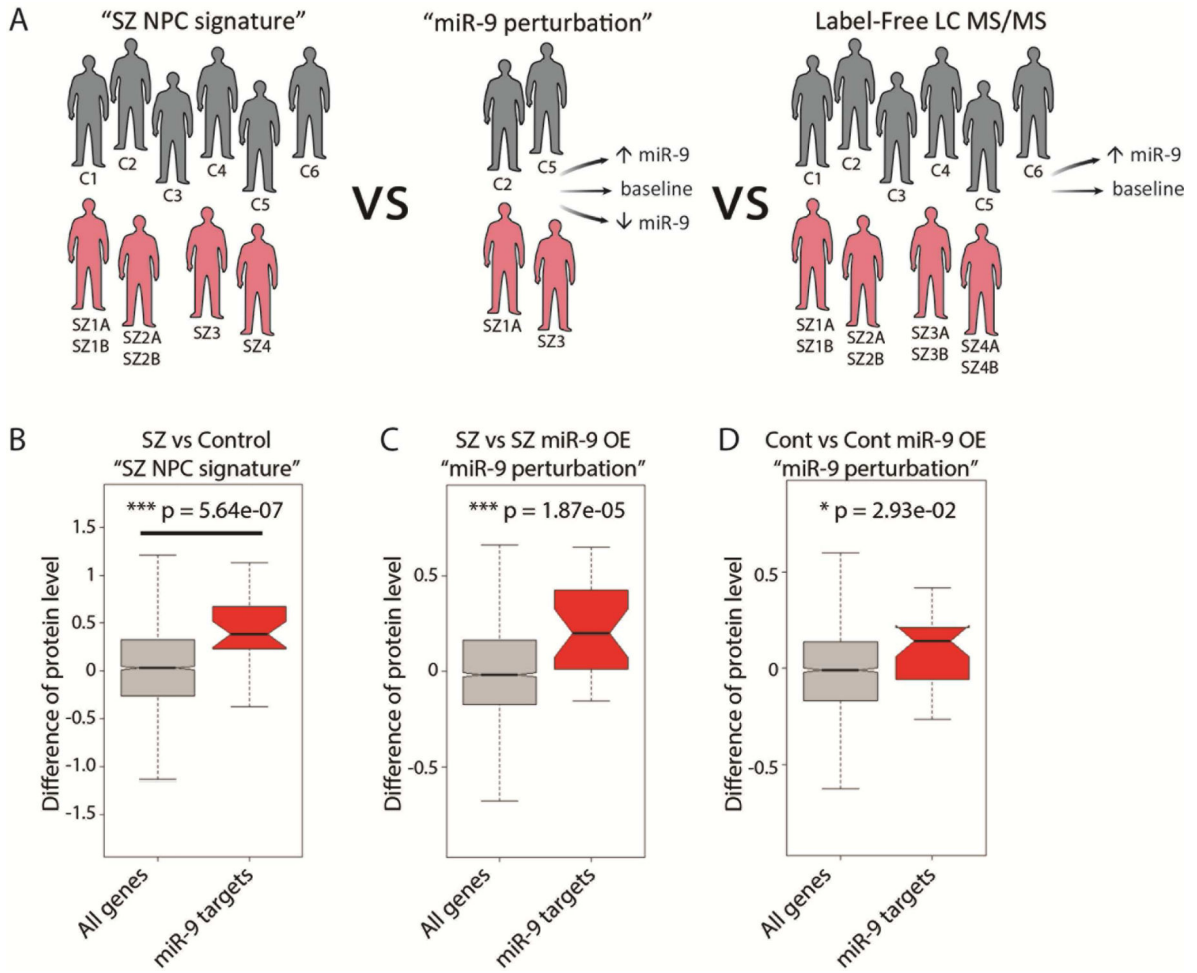 A
"SZ NPC signature"
C1
C2
C3
C4
C5
C6
SZ1A
SZ1B
SZ2A
SZ2B
SZ3
SZ4
VS
"miR-9 perturbation"
C2
C5
↑ miR-9
baseline
↓ miR-9
SZ1A
SZ3
VS
Label-Free LC MS/MS
C1
C2
C3
C4
C5
C6
↑ miR-9
baseline
SZ1A
SZ1B
SZ2A
SZ2B
SZ3A
SZ3B
SZ4A
SZ4B
B
SZ vs Control
"SZ NPC signature"
*** p = 5.64e-07
Difference of protein level
1.5
1
0.5
0
-0.5
-1.0
-1.5
All genes
miR-9 targets
C
SZ vs SZ miR-9 OE
"miR-9 perturbation"
*** p = 1.87e-05
Difference of protein level
0.5
0
-0.5
All genes
miR-9 targets
D
Cont vs Cont miR-9 OE
"miR-9 perturbation"
* p = 2.93e-02
Difference of protein level
0.5
0
-0.5
All genes
miR-9 targets